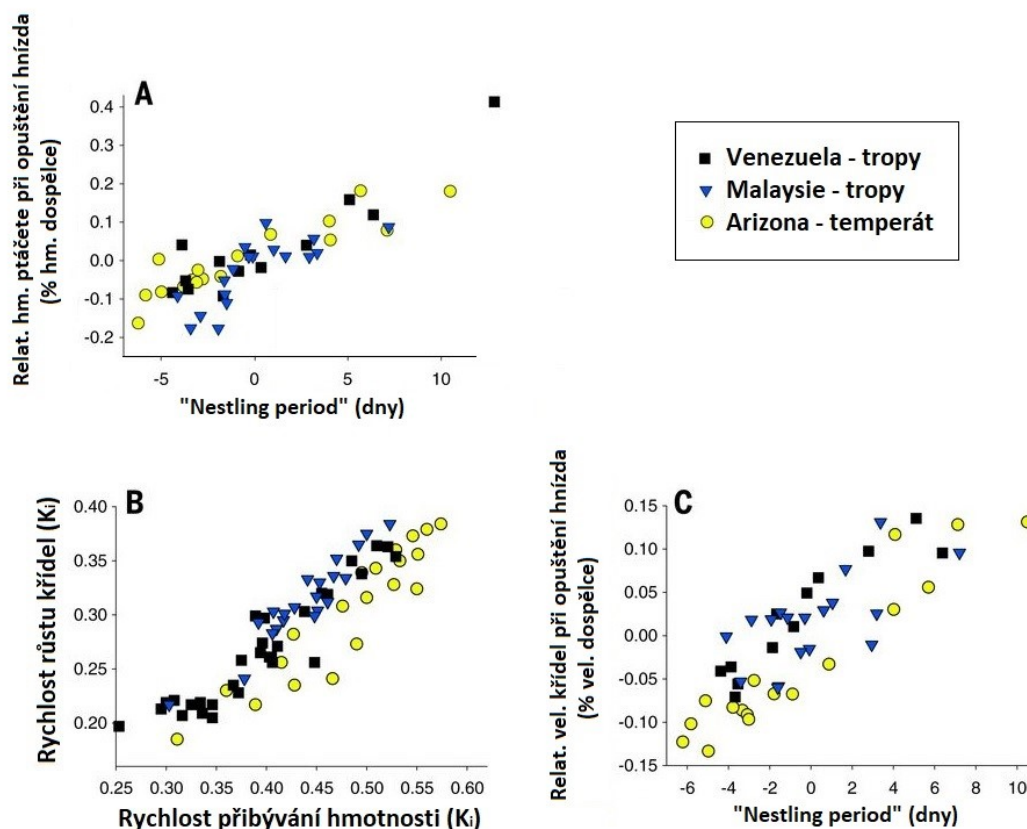 A
Relat. hm. ptáčete při opuštění hnízda
(% hm. dospělce)
0.4
0.3
0.2
0.1
0.0
-0.1
-0.2
-5
0
5
10
"Nestling period" (dny)
Venezuela - tropy
Malaysie - tropy
Arizona - temperát
B
Rychlost růstu křídel (Kᵢ)
0.40
0.35
0.30
0.25
0.20
0.25
0.30
0.35
0.40
0.45
0.50
0.55
0.60
Rychlost přibývání hmotnosti (Kᵢ)
C
Relat. vel. křídel při opuštění hnízda
(% vel. dospělce)
0.15
0.10
0.05
0.00
-0.05
-0.10
-0.15
-6
-4
-2
0
2
4
6
8
10
"Nestling period" (dny)